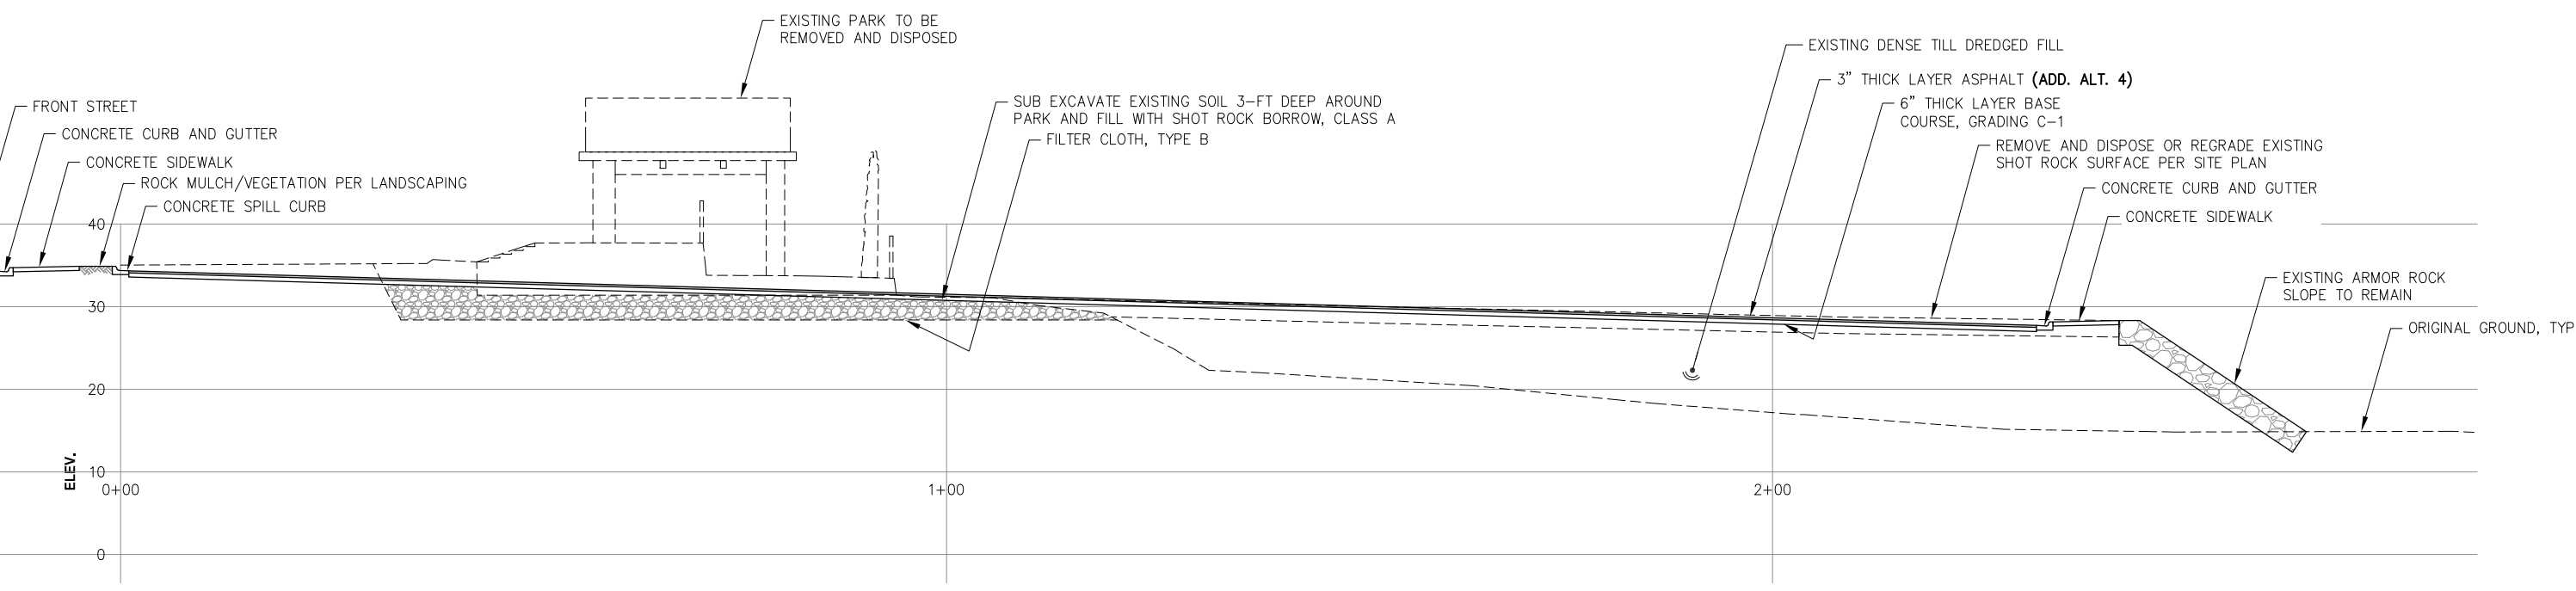 EXISTING PARK TO BE
REMOVED AND DISPOSED
EXISTING DENSE TILL DREDGED FILL
3" THICK LAYER ASPHALT (ADD. ALT. 4)
FRONT STREET
SUB EXCAVATE EXISTING SOIL 3-FT DEEP AROUND
PARK AND FILL WITH SHOT ROCK BORROW, CLASS A
6" THICK LAYER BASE
COURSE, GRADING C-1
CONCRETE CURB AND GUTTER
FILTER CLOTH, TYPE B
REMOVE AND DISPOSE OR REGRADE EXISTING
SHOT ROCK SURFACE PER SITE PLAN
CONCRETE SIDEWALK
ROCK MULCH/VEGETATION PER LANDSCAPING
CONCRETE CURB AND GUTTER
CONCRETE SPILL CURB
CONCRETE SIDEWALK
40
EXISTING ARMOR ROCK
SLOPE TO REMAIN
30
ORIGINAL GROUND, TYP
20
10
ELEV.
0+00
1+00
2+00
0